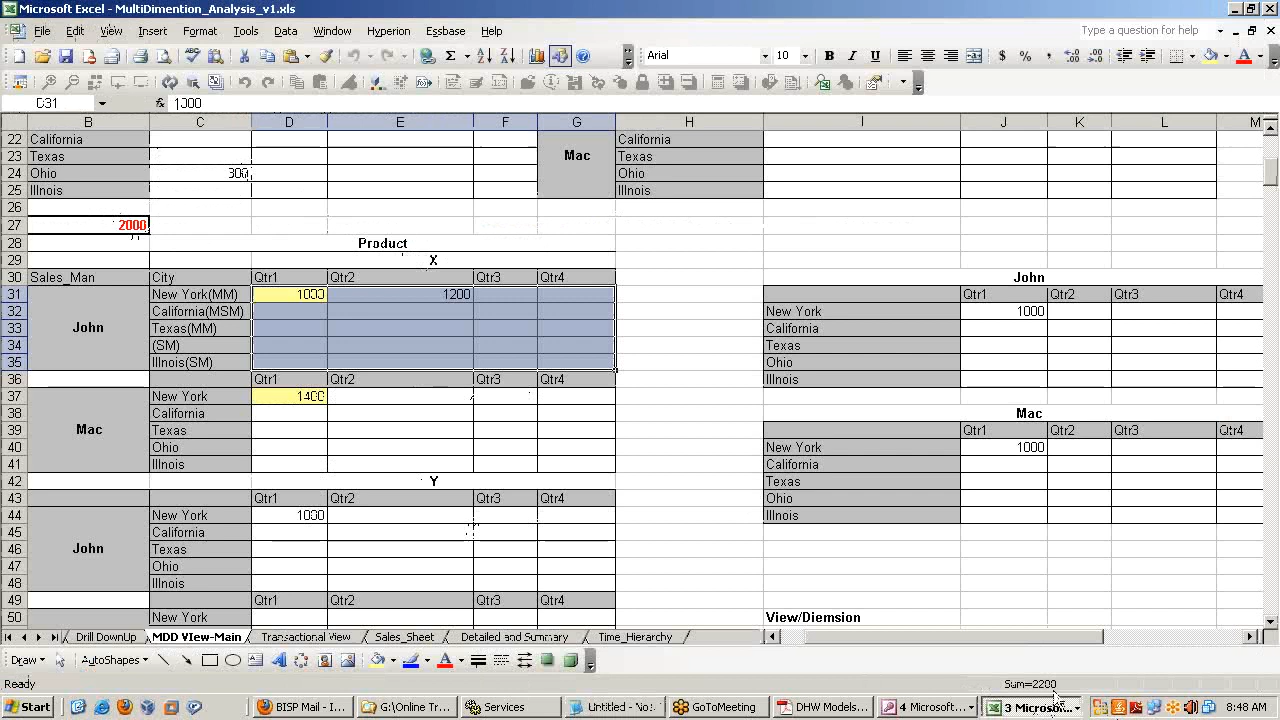 Microsoft Excel - MultiDimention_Analysis_v1.xls
File Edit View Insert Format Tools Data Window Hyperion Essbase Help Type a question for help
Arial 10 B I U $ %
1000
B C D E F G H I J K L M
22 California California
23 Texas Mac Texas
24 Ohio 300 Ohio
25 Illnois Illnois
26
27 2000
28 Product
29 X
30 Sales_Man City Qtr1 Qtr2 Qtr3 Qtr4 John
31 New York(MM) 1000 1200 Qtr1 Qtr2 Qtr3 Qtr4
32 California(MSM) New York 1000
33 John Texas(MM) California
34 (SM) Texas
35 Illnois(SM) Ohio
36 Qtr1 Qtr2 Qtr3 Qtr4 Illnois
37 New York 1400
38 California Mac
39 Mac Texas Qtr1 Qtr2 Qtr3 Qtr4
40 Ohio New York 1000
41 Illnois California
42 Y Texas
43 Qtr1 Qtr2 Qtr3 Qtr4 Ohio
44 New York 1000 Illnois
45 California
46 John Texas
47 Ohio
48 Illnois
49 Qtr1 Qtr2 Qtr3 Qtr4
50 New York View/Diemsion
Drill DownUp MDD VIew-Main Transactional View Sales_Sheet Detailed and Summary Time_Hierarchy
Draw AutoShapes
Ready Sum=2200
Start BISP Mail - I... G:\Online Tr... Services Untitled - No... GoToMeeting DHW Models... 4 Microsoft... 3 Microso... 8:48 AM